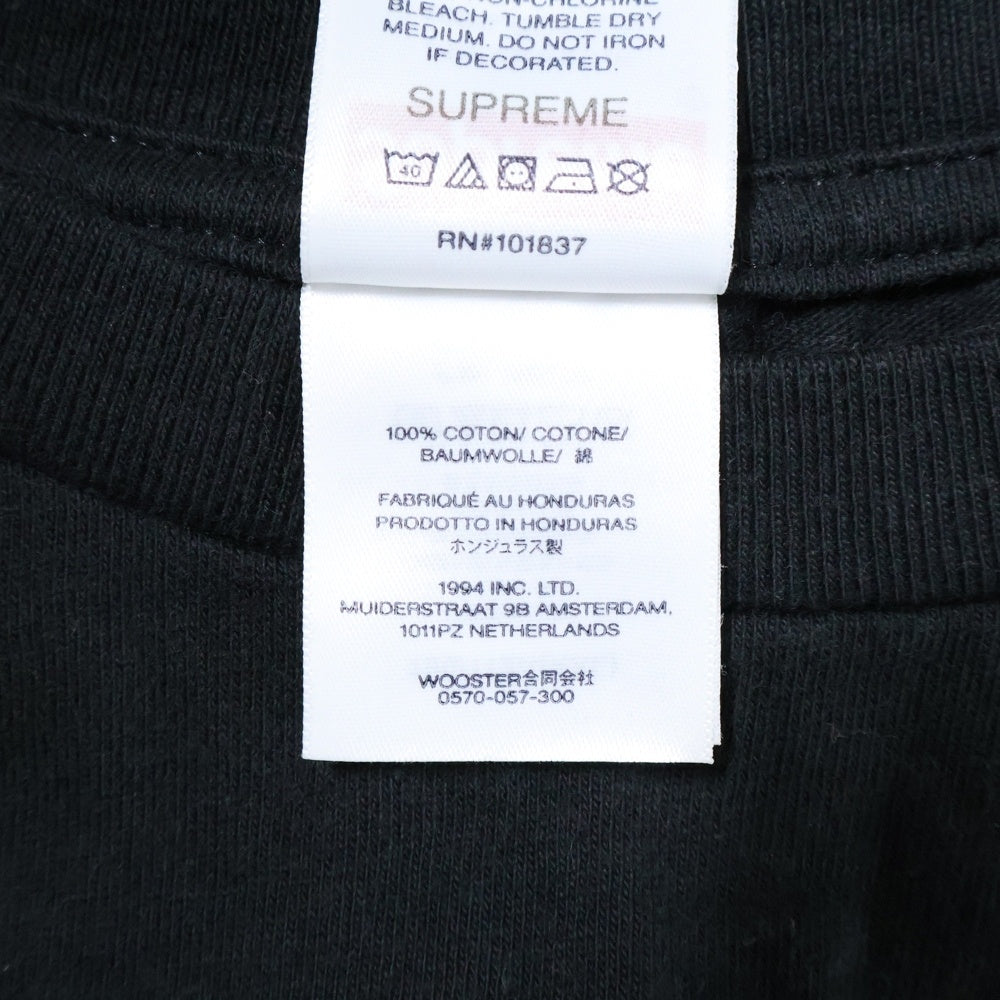 NON-CHLORINE
BLEACH. TUMBLE DRY
MEDIUM. DO NOT IRON
IF DECORATED.
SUPREME
40
RN#101837
100% COTON/ COTONE/
BAUMWOLLE/ 綿
FABRIQUÉ AU HONDURAS
PRODOTTO IN HONDURAS
ホンジュラス製
1994 INC. LTD.
MUIDERSTRAAT 9B AMSTERDAM,
1011PZ NETHERLANDS
WOOSTER合同会社
0570-057-300